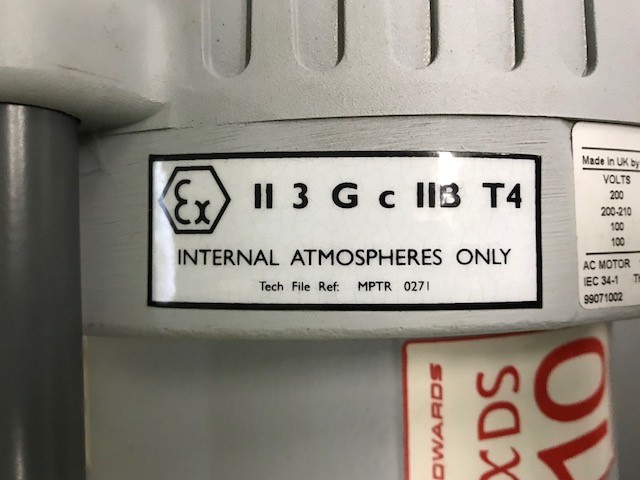 Ex II 3 G c IIB T4
INTERNAL ATMOSPHERES ONLY
Tech File Ref: MPTR 0271
Made in UK by
VOLTS
200
200-210
100
100
AC MOTOR
IEC 34-1
99071002
DWARDS
XDS
10